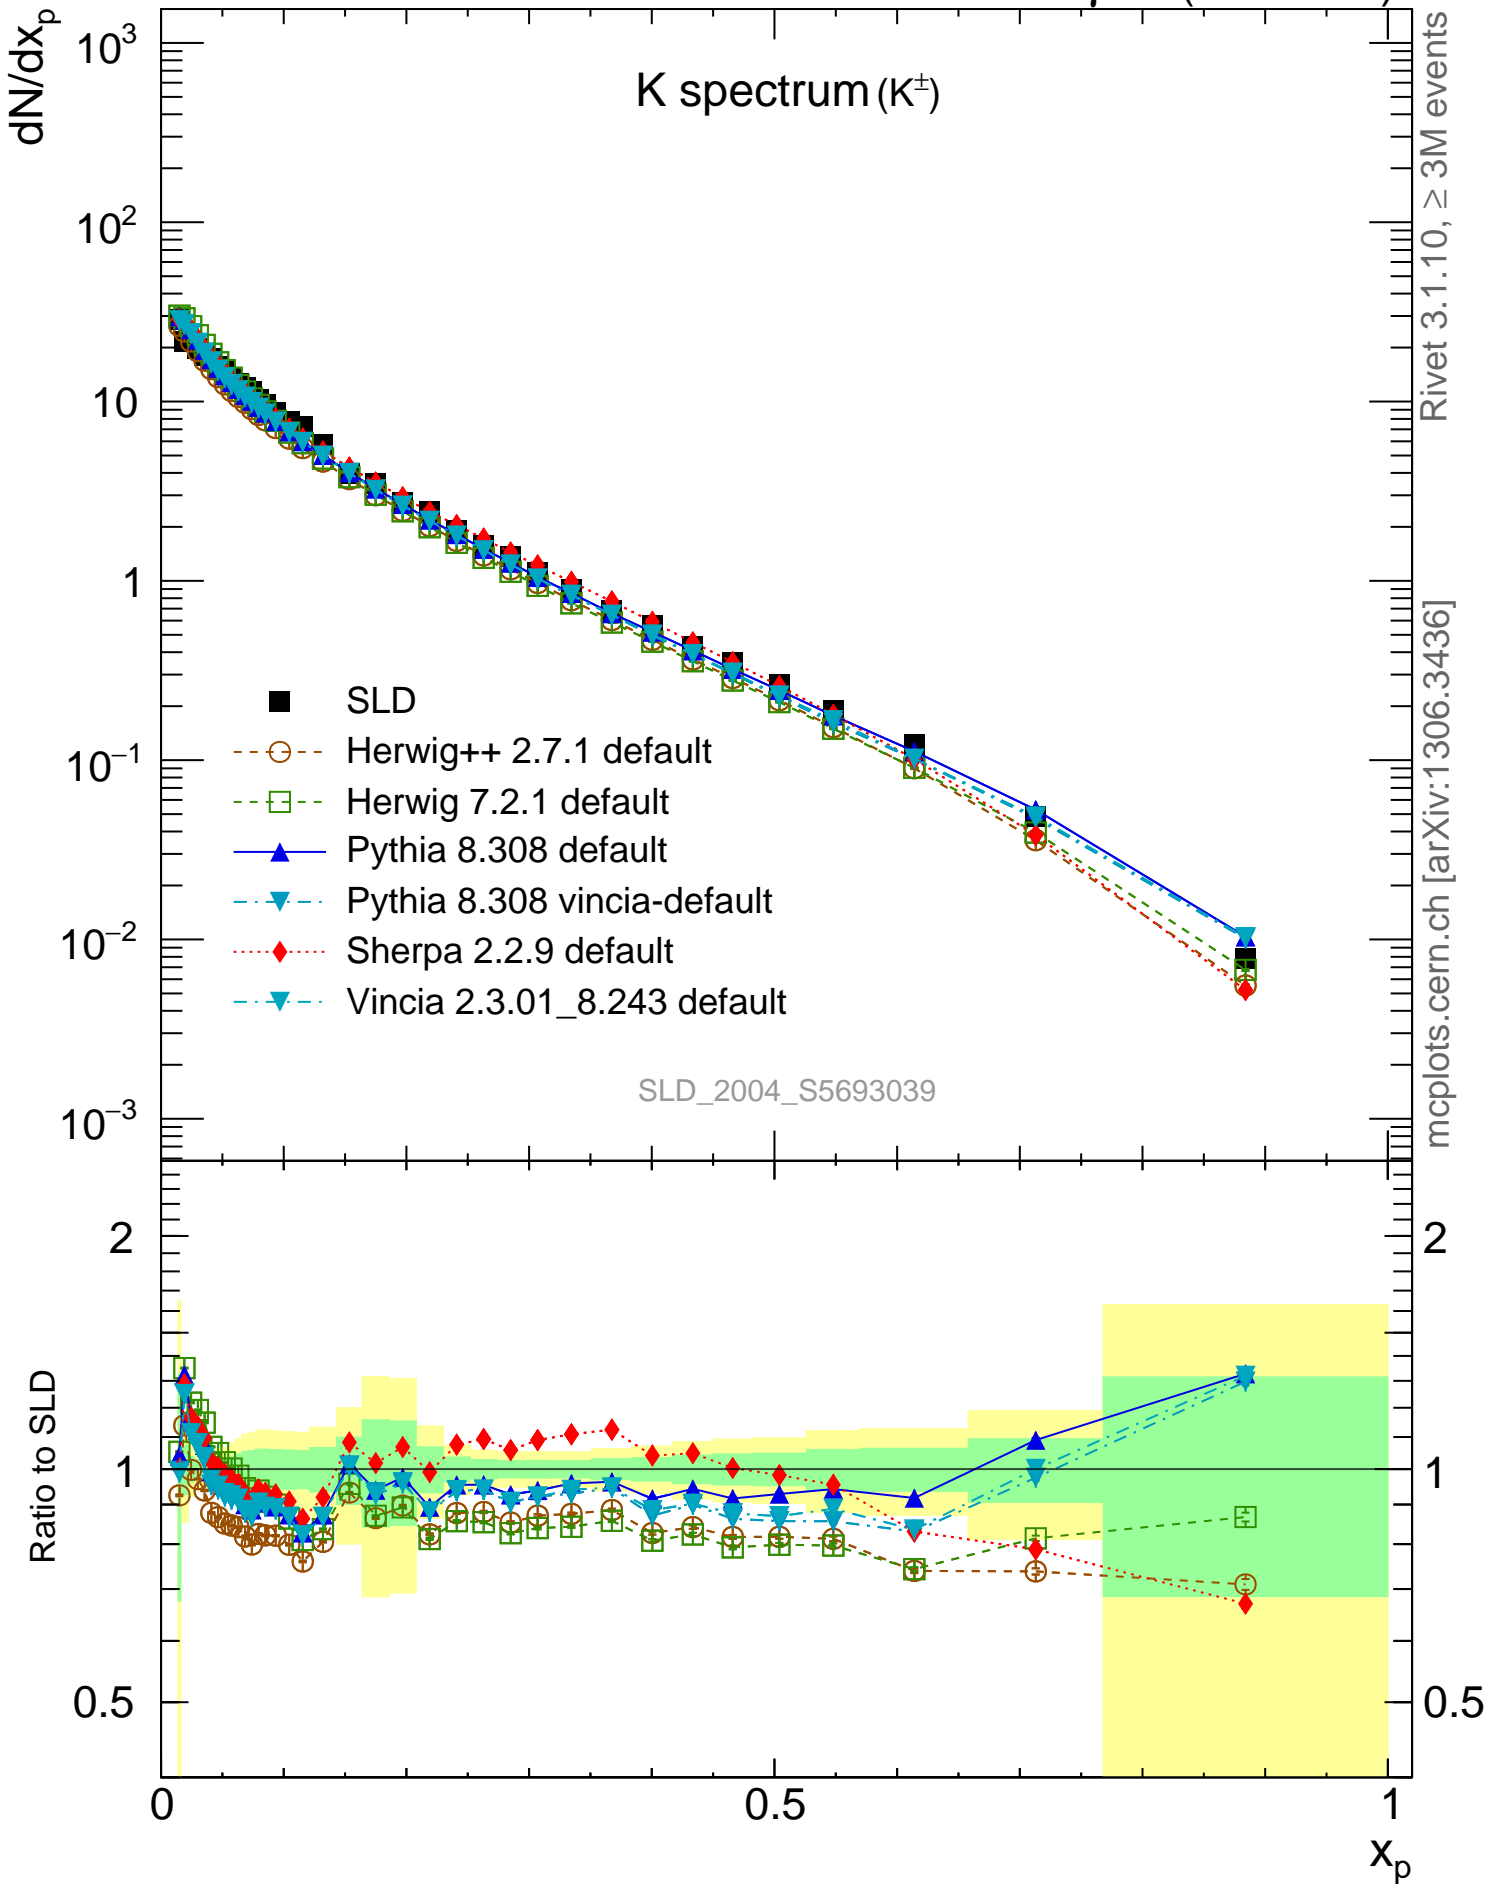 K spectrum (K±)
dN/dx_p
10³
10²
10
1
10⁻¹
10⁻²
10⁻³
SLD
Herwig++ 2.7.1 default
Herwig 7.2.1 default
Pythia 8.308 default
Pythia 8.308 vincia-default
Sherpa 2.2.9 default
Vincia 2.3.01_8.243 default
SLD_2004_S5693039
Rivet 3.1.10, ≥ 3M events
mcplots.cern.ch [arXiv:1306.3436]
Ratio to SLD
2
1
0.5
2
1
0.5
0
0.5
1
x_p